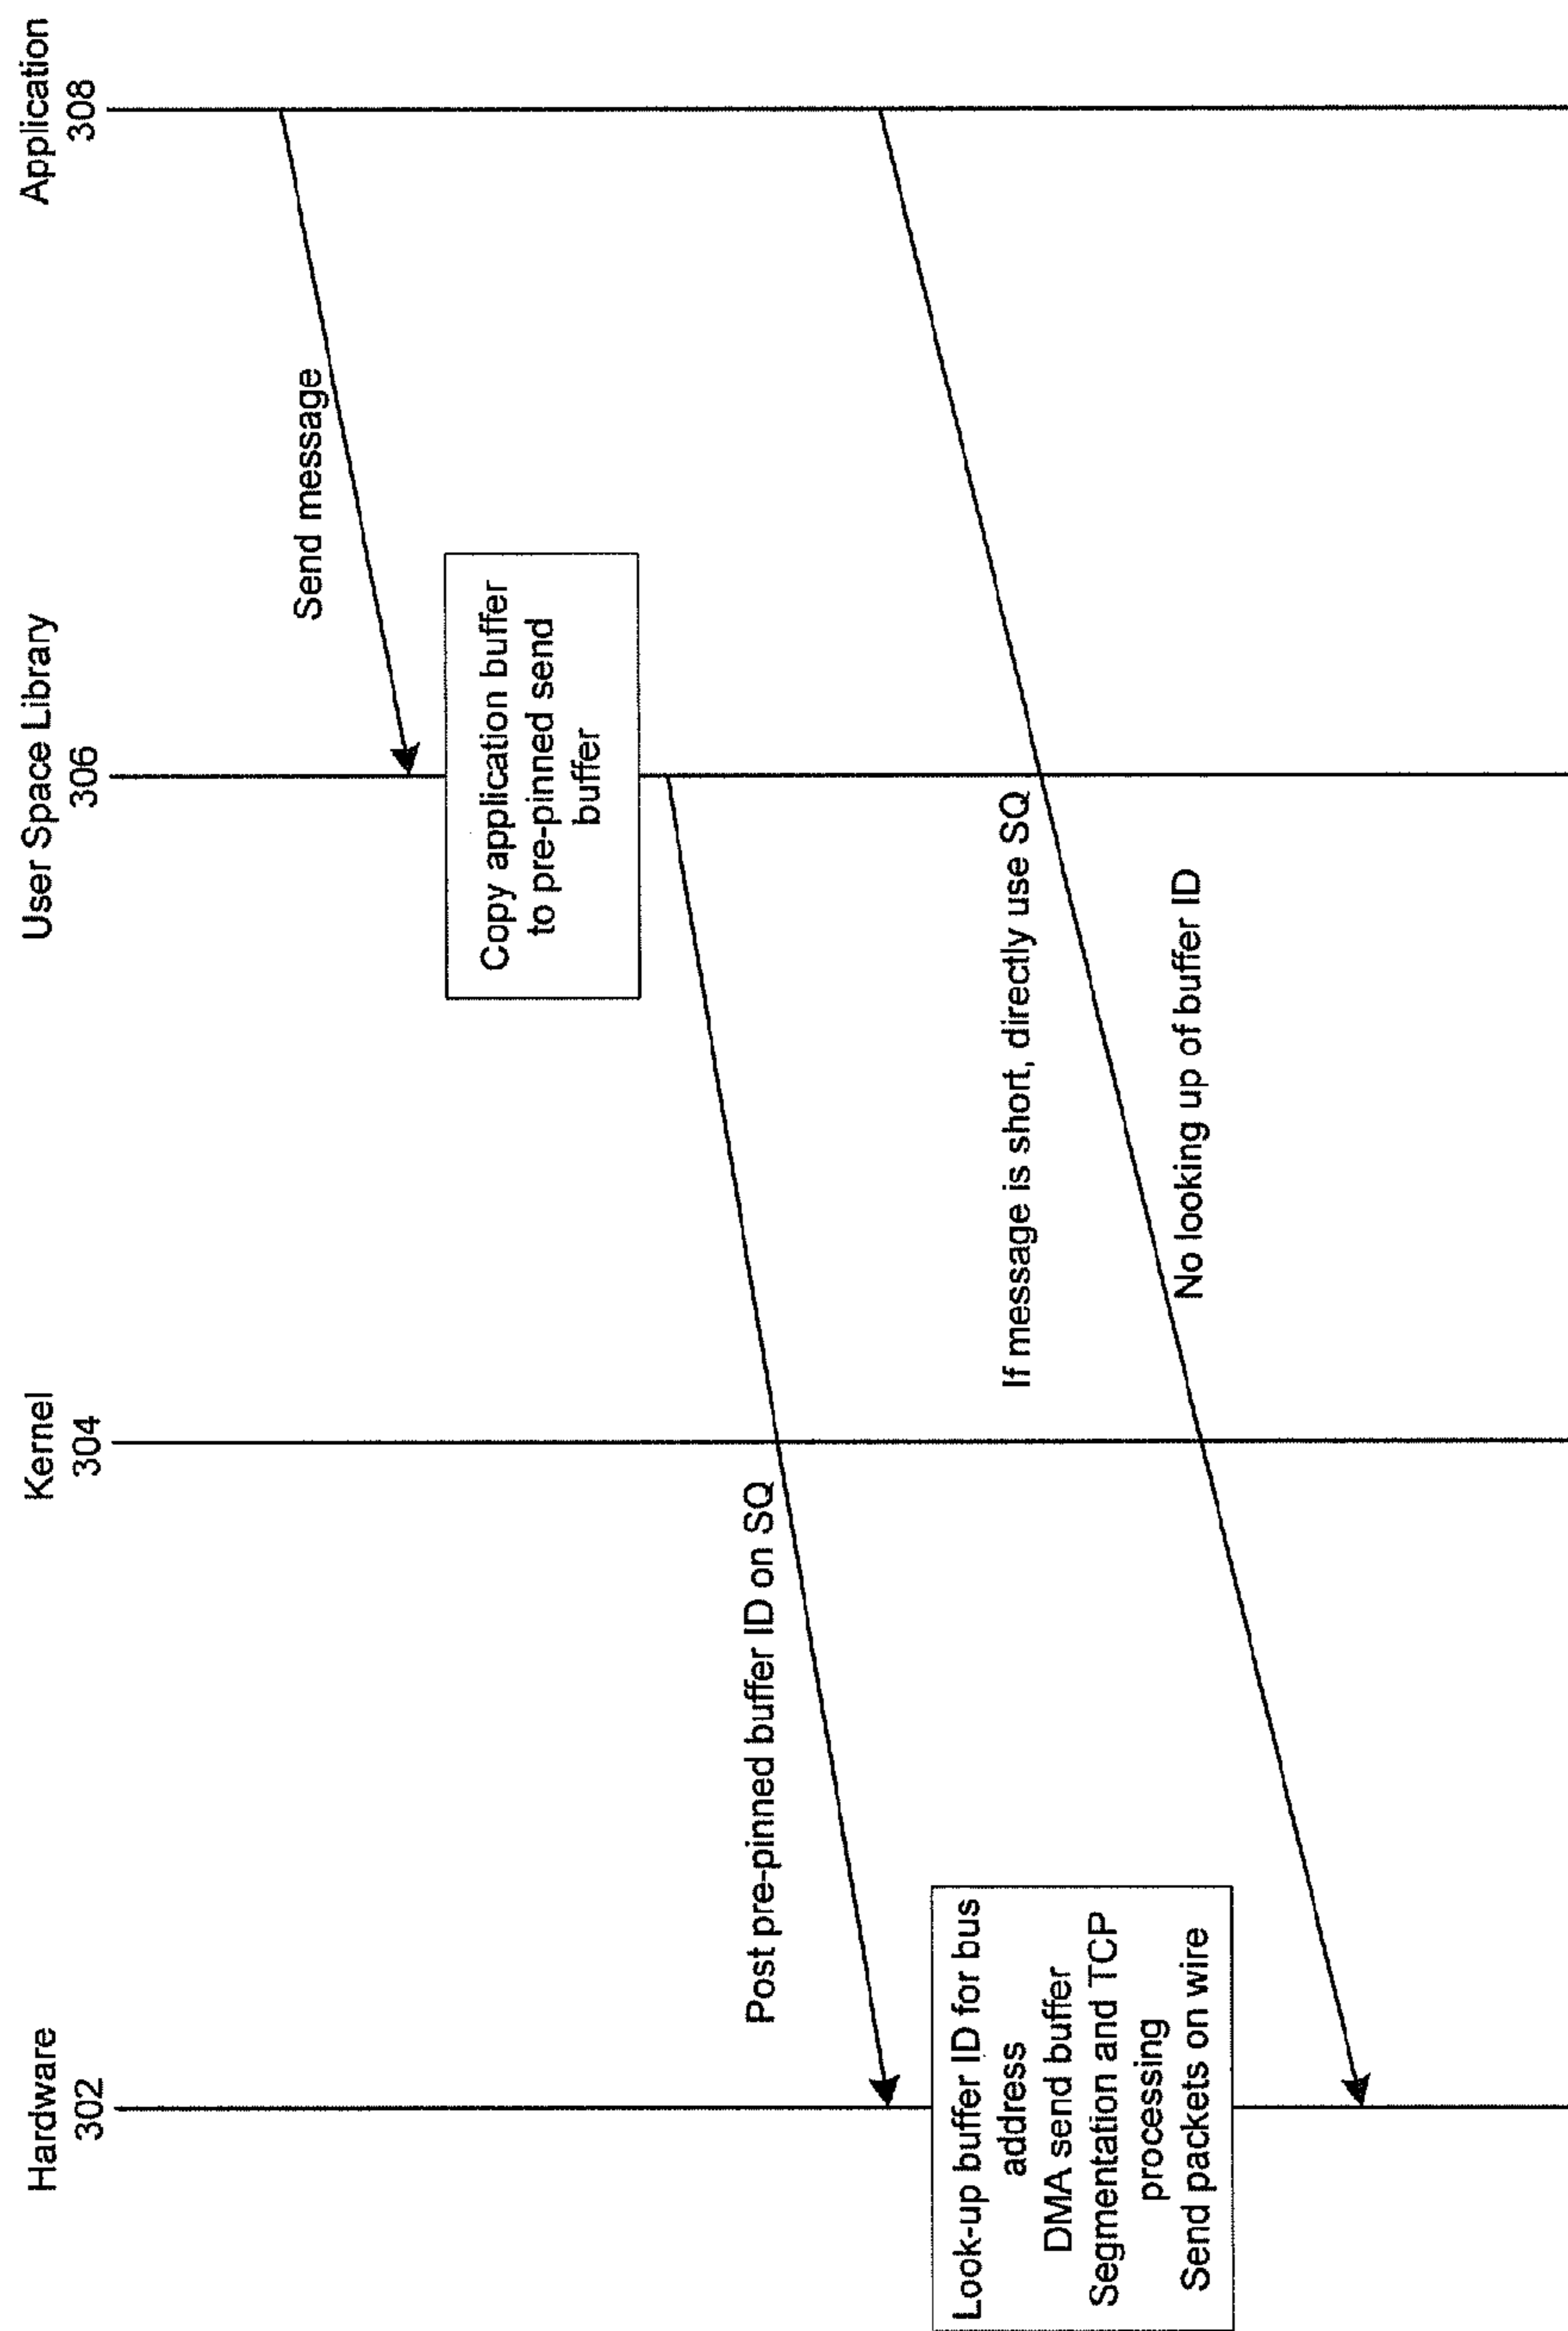 Hardware
302
Kernel
304
User Space Library
306
Application
308
Send message
Copy application buffer
to pre-pinned send
buffer
Post pre-pinned buffer ID on SQ
Look-up buffer ID for bus
address
DMA send buffer
Segmentation and TCP
processing
Send packets on wire
If message is short, directly use SQ
No looking up of buffer ID